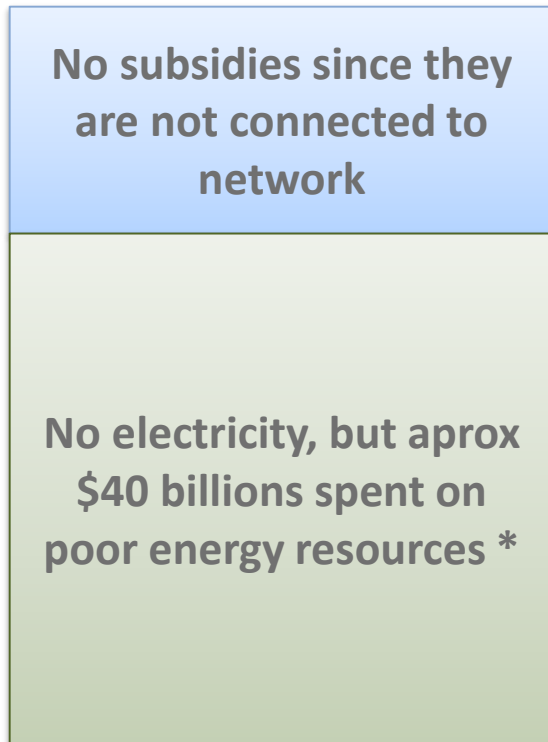 No subsidies since they
are not connected to
network
No electricity, but aprox
$40 billions spent on
poor energy resources *